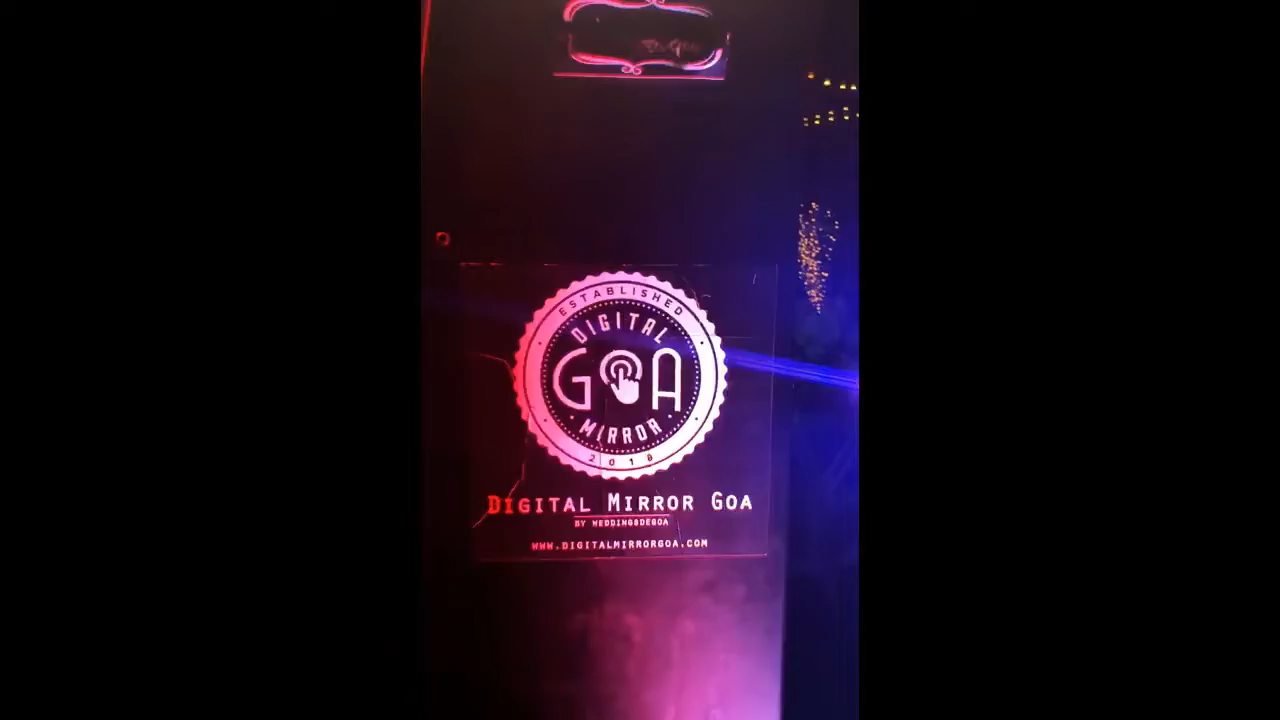 ESTABLISHED
DIGITAL
GOA
MIRROR
2018
DIGITAL MIRROR GOA
BY WEDDINGSDEGOA
WWW.DIGITALMIRRORGOA.COM